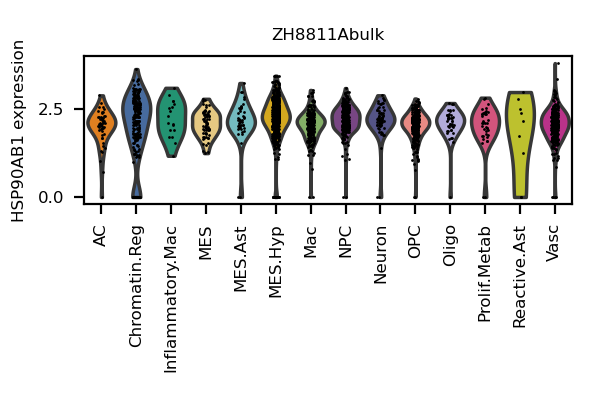 ZH8811Abulk
HSP90AB1 expression
2.5
0.0
AC
Chromatin.Reg
Inflammatory.Mac
MES
MES.Ast
MES.Hyp
Mac
NPC
Neuron
OPC
Oligo
Prolif.Metab
Reactive.Ast
Vasc